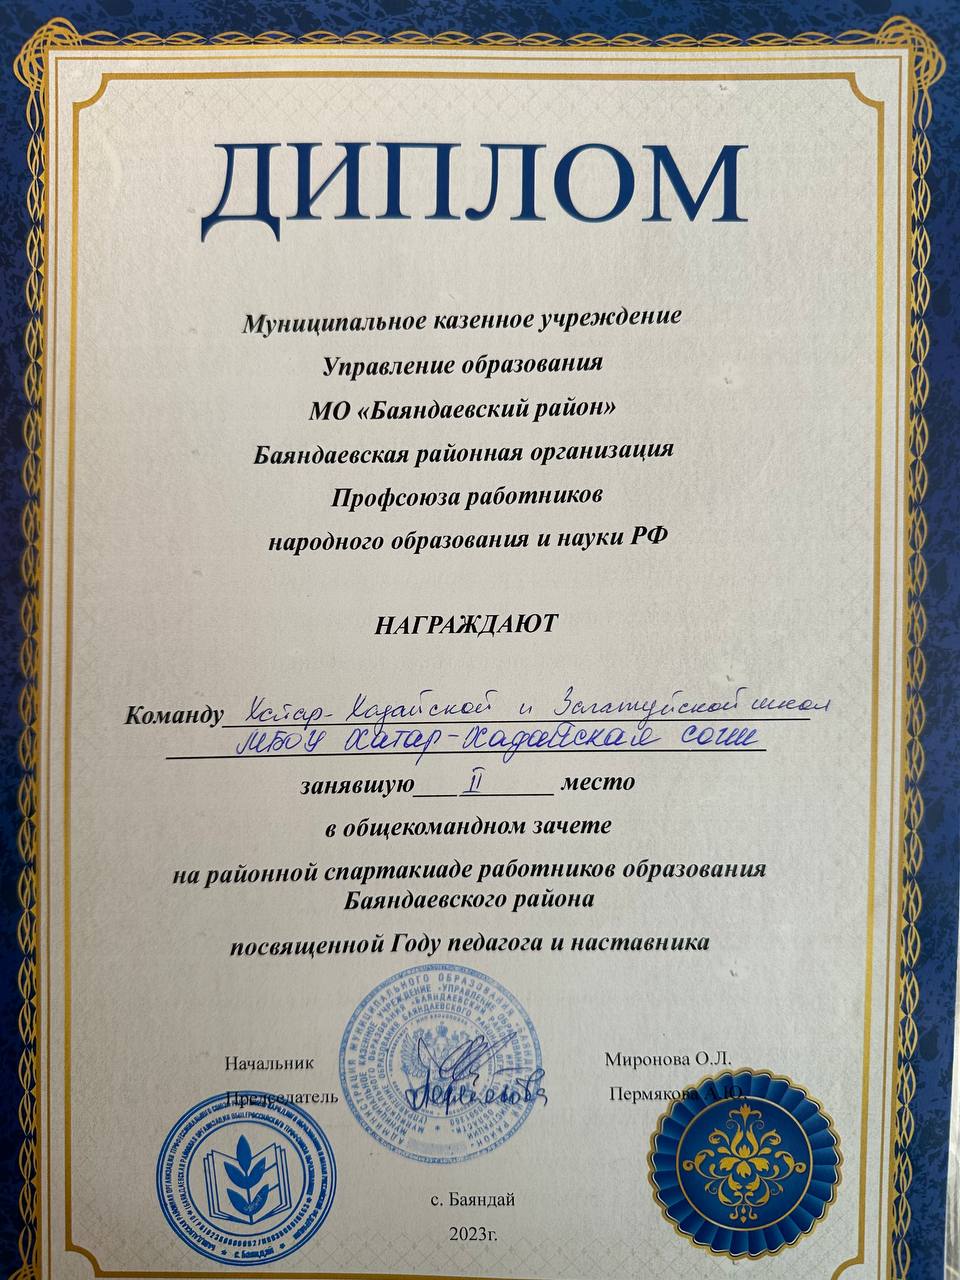 ДИПЛОМ
Муниципальное казенное учреждение
Управление образования
МО «Баяндаевский район»
Баяндаевская районная организация
Профсоюза работников
народного образования и науки РФ
НАГРАЖДАЮТ
Команду Хатар-Хадайской и Загатуйской школ
МБОУ Хатар-Хадайская СОШ
занявшую II место
в общекомандном зачете
на районной спартакиаде работников образования
Баяндаевского района
посвященной Году педагога и наставника
Начальник Миронова О.Л.
Председатель Пермякова А.Ю.
с. Баяндай
с. Баяндай
2023г.